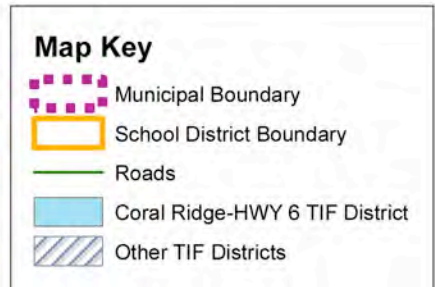 Map Key
Municipal Boundary
School District Boundary
Roads
Coral Ridge-HWY 6 TIF District
Other TIF Districts